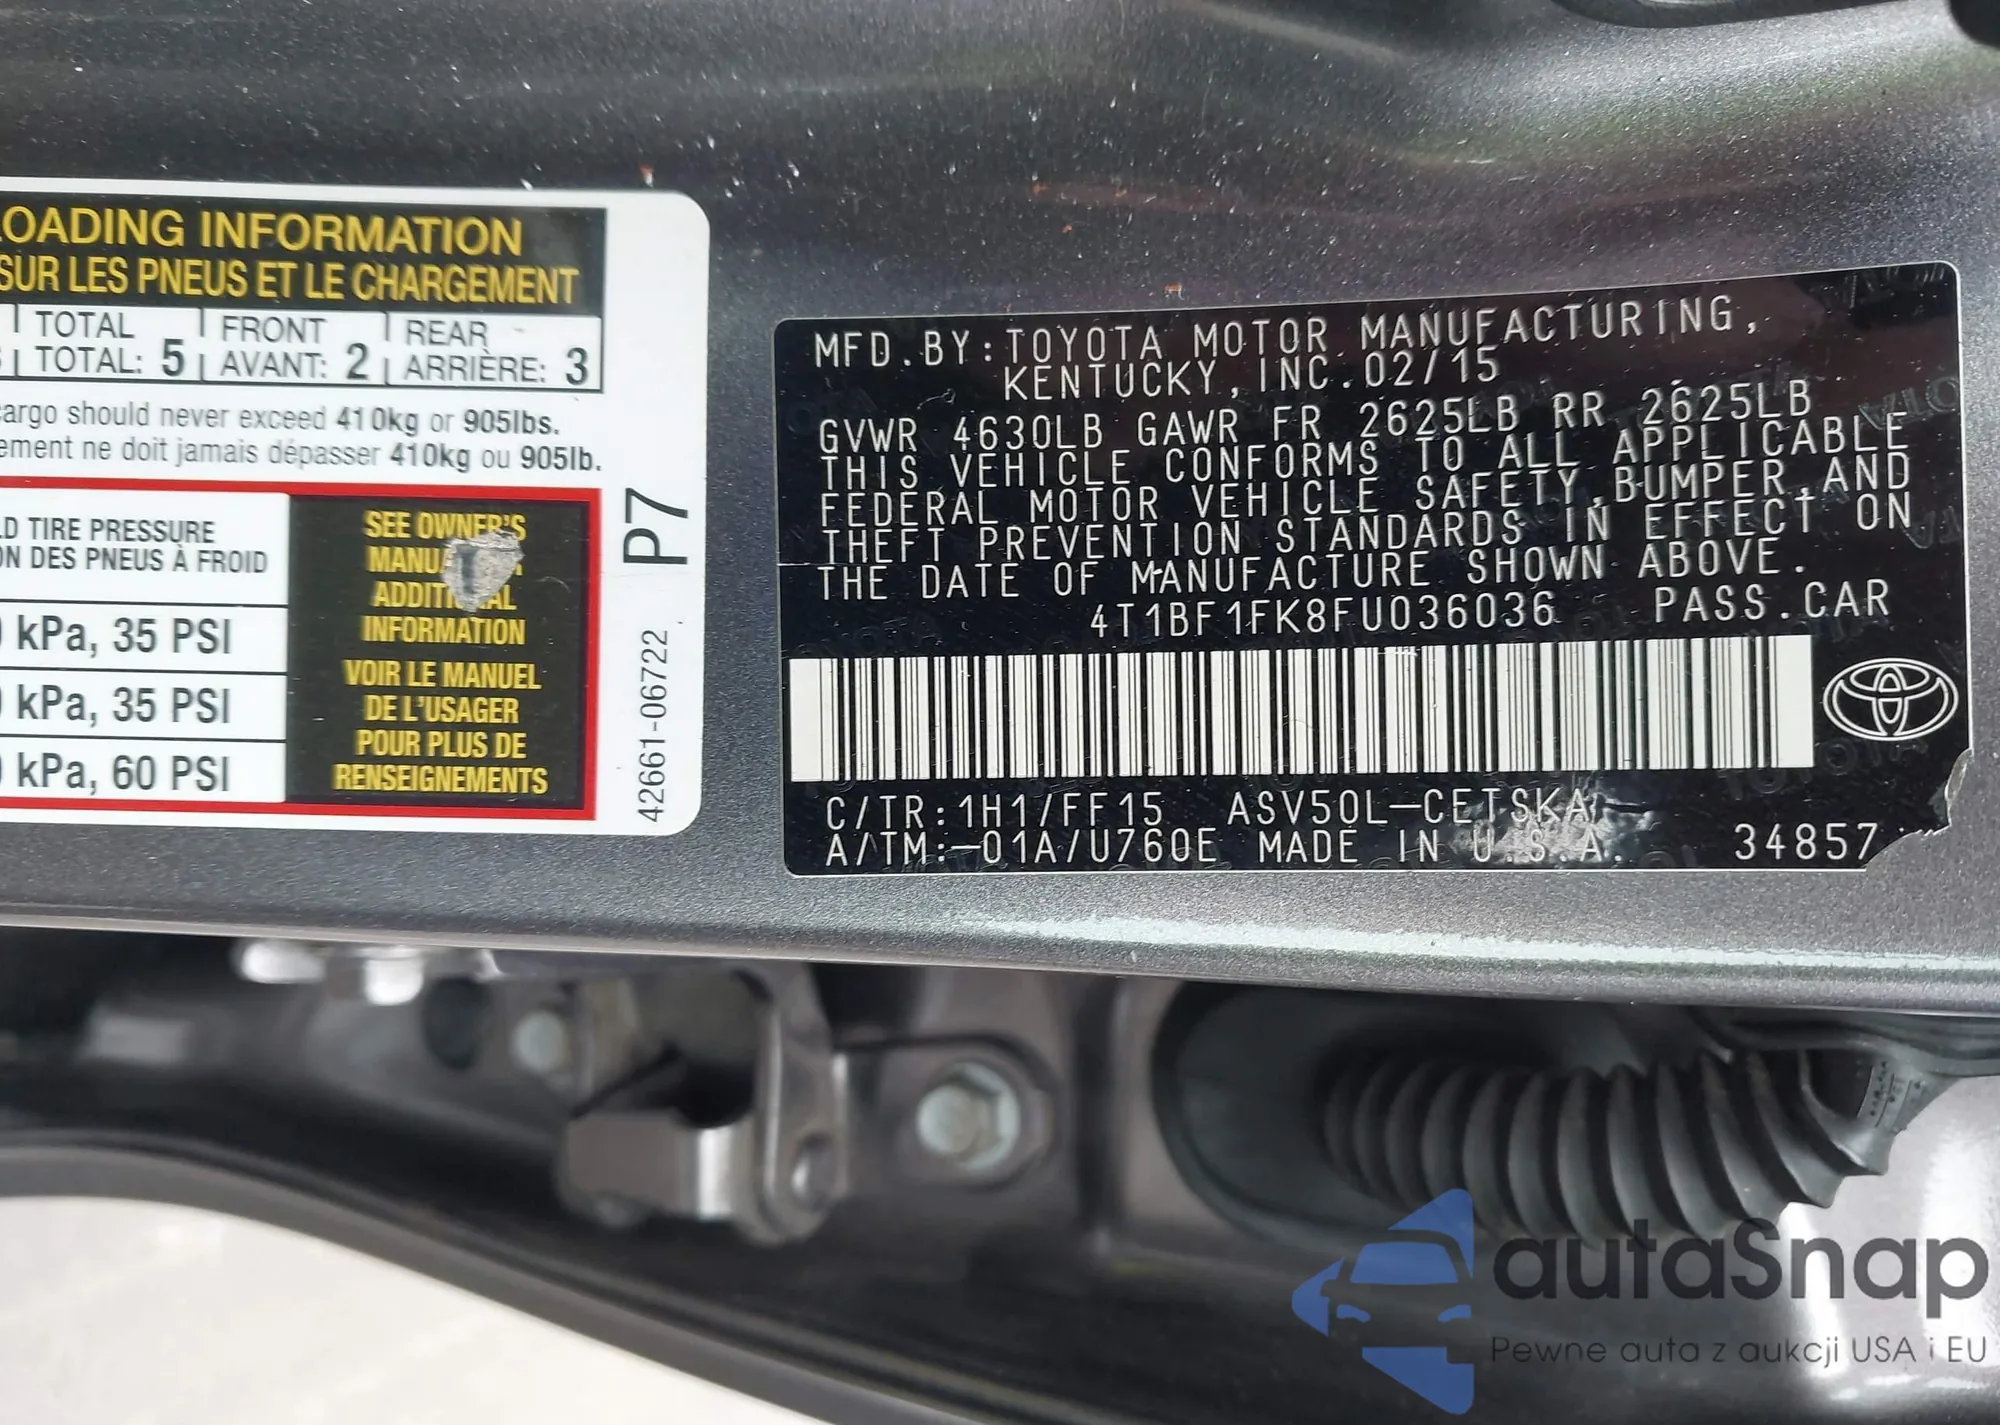 LOADING INFORMATION
SUR LES PNEUS ET LE CHARGEMENT
TOTAL FRONT REAR
TOTAL: 5 AVANT: 2 ARRIÈRE: 3
cargo should never exceed 410kg or 905lbs.
ement ne doit jamais dépasser 410kg ou 905lb.
LD TIRE PRESSURE
ON DES PNEUS À FROID
kPa, 35 PSI
kPa, 35 PSI
kPa, 60 PSI
SEE OWNER'S
MANUAL
ADDITIONAL
INFORMATION
VOIR LE MANUEL
DE L'USAGER
POUR PLUS DE
RENSEIGNEMENTS
P7
42661-06722
MFD.BY:TOYOTA MOTOR MANUFACTURING,
KENTUCKY,INC.02/15
GVWR 4630LB GAWR FR 2625LB RR 2625LB
THIS VEHICLE CONFORMS TO ALL APPLICABLE
FEDERAL MOTOR VEHICLE SAFETY,BUMPER,AND
THEFT PREVENTION STANDARDS IN EFFECT ON
THE DATE OF MANUFACTURE SHOWN ABOVE.
4T1BF1FK8FU036036 PASS.CAR
C/TR:1H1/FF15 ASV50L-CETSKA
A/TM:-01A/U760E MADE IN U.S.A. 34857
autaSnap
Pewne auta z aukcji USA i EU